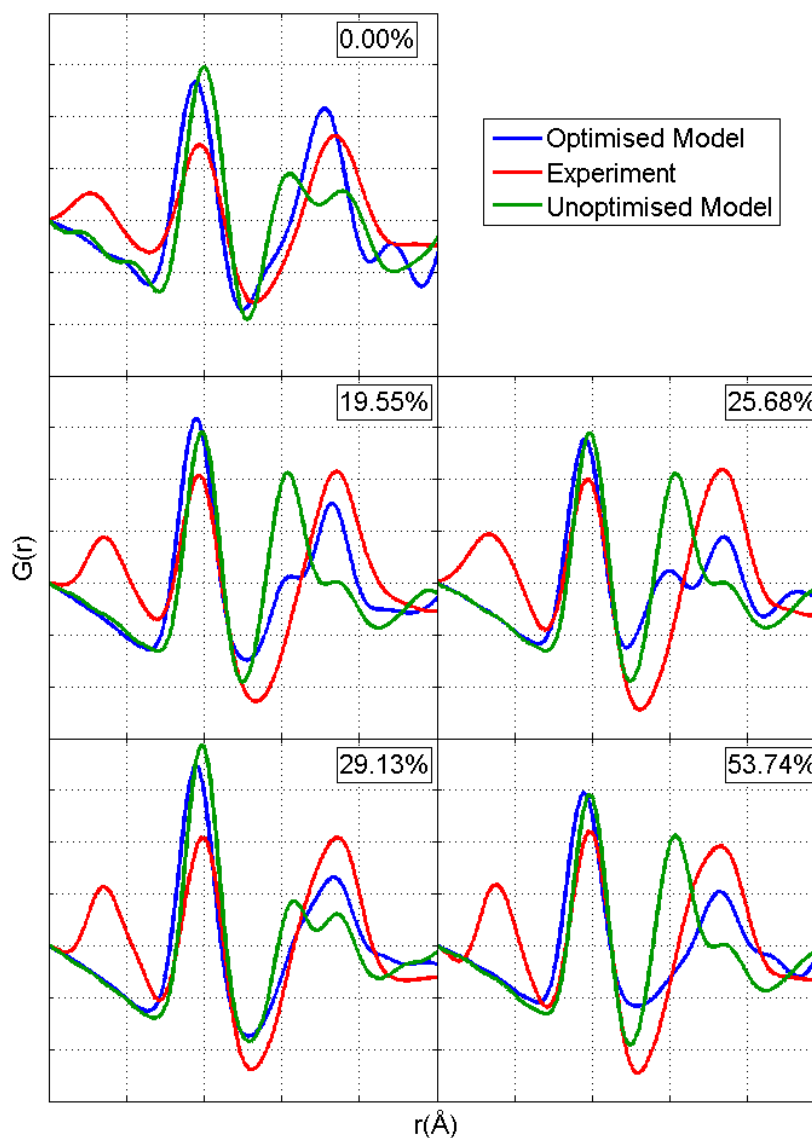 0.00%
Optimised Model
Experiment
Unoptimised Model
19.55%
25.68%
G(r)
29.13%
53.74%
r(Å)